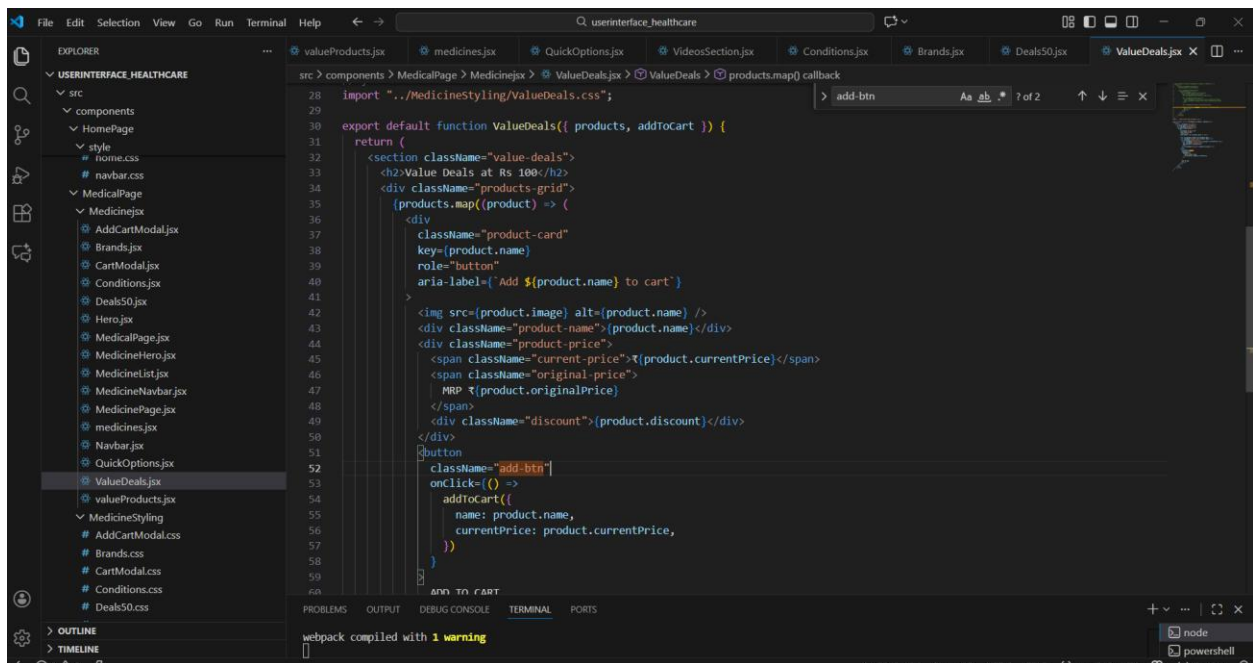 File Edit Selection View Go Run Terminal Help
userinterface_healthcare
EXPLORER
valueProducts.jsx
medicines.jsx
QuickOptions.jsx
VideosSection.jsx
Conditions.jsx
Brands.jsx
Deals50.jsx
ValueDeals.jsx
USERINTERFACE_HEALTHCARE
src
components
HomePage
style
# home.css
# navbar.css
MedicalPage
Medicinejsx
AddCartModal.jsx
Brands.jsx
CartModal.jsx
Conditions.jsx
Deals50.jsx
Hero.jsx
MedicalPage.jsx
MedicineHero.jsx
MedicineList.jsx
MedicineNavbar.jsx
MedicinePage.jsx
medicines.jsx
Navbar.jsx
QuickOptions.jsx
ValueDeals.jsx
valueProducts.jsx
MedicineStyling
# AddCartModal.css
# Brands.css
# CartModal.css
# Conditions.css
# Deals50.css
OUTLINE
TIMELINE
src > components > MedicalPage > Medicinejsx > ValueDeals.jsx > ValueDeals > products.map() callback
add-btn
Aa ab .* ? of 2
28 import "../MedicineStyling/ValueDeals.css";
29
30 export default function ValueDeals({ products, addToCart }) {
31 return (
32 <section className="value-deals">
33 <h2>Value Deals at Rs 100</h2>
34 <div className="products-grid">
35 {products.map((product) => (
36 <div
37 className="product-card"
38 key={product.name}
39 role="button"
40 aria-label={`Add ${product.name} to cart`}
41 >
42 <img src={product.image} alt={product.name} />
43 <div className="product-name">{product.name}</div>
44 <div className="product-price">
45 <span className="current-price">₹{product.currentPrice}</span>
46 <span className="original-price">
47 MRP ₹{product.originalPrice}
48 </span>
49 <div className="discount">{product.discount}</div>
50 </div>
51 <button
52 className="add-btn"
53 onClick={() =>
54 addToCart({
55 name: product.name,
56 currentPrice: product.currentPrice,
57 })
58 }
59 >
60 ADD TO CART
PROBLEMS OUTPUT DEBUG CONSOLE TERMINAL PORTS
webpack compiled with 1 warning
node
powershell